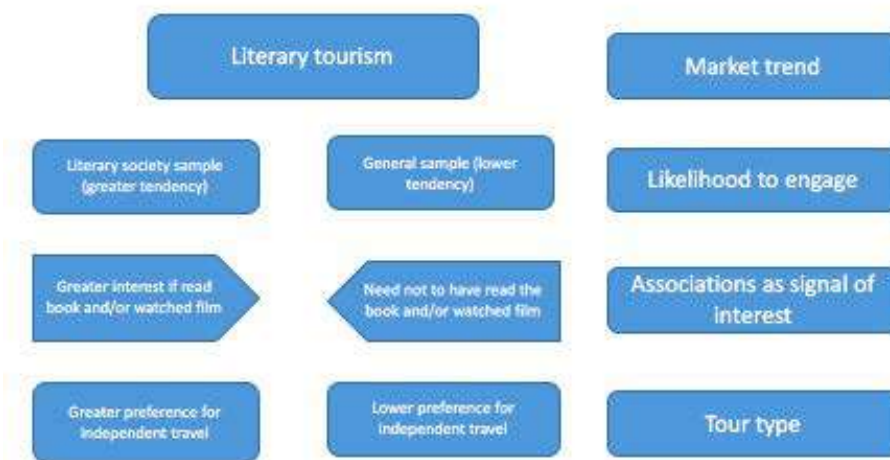 Literary tourism
Market trend
Literary society sample
(greater tendency)
General sample (lower
tendency)
Likelihood to engage
Greater interest if read
book and/or watched film
Need not to have read the
book and/or watched film
Associations as signal of
interest
Greater preference for
independent travel
Lower preference for
independent travel
Tour type